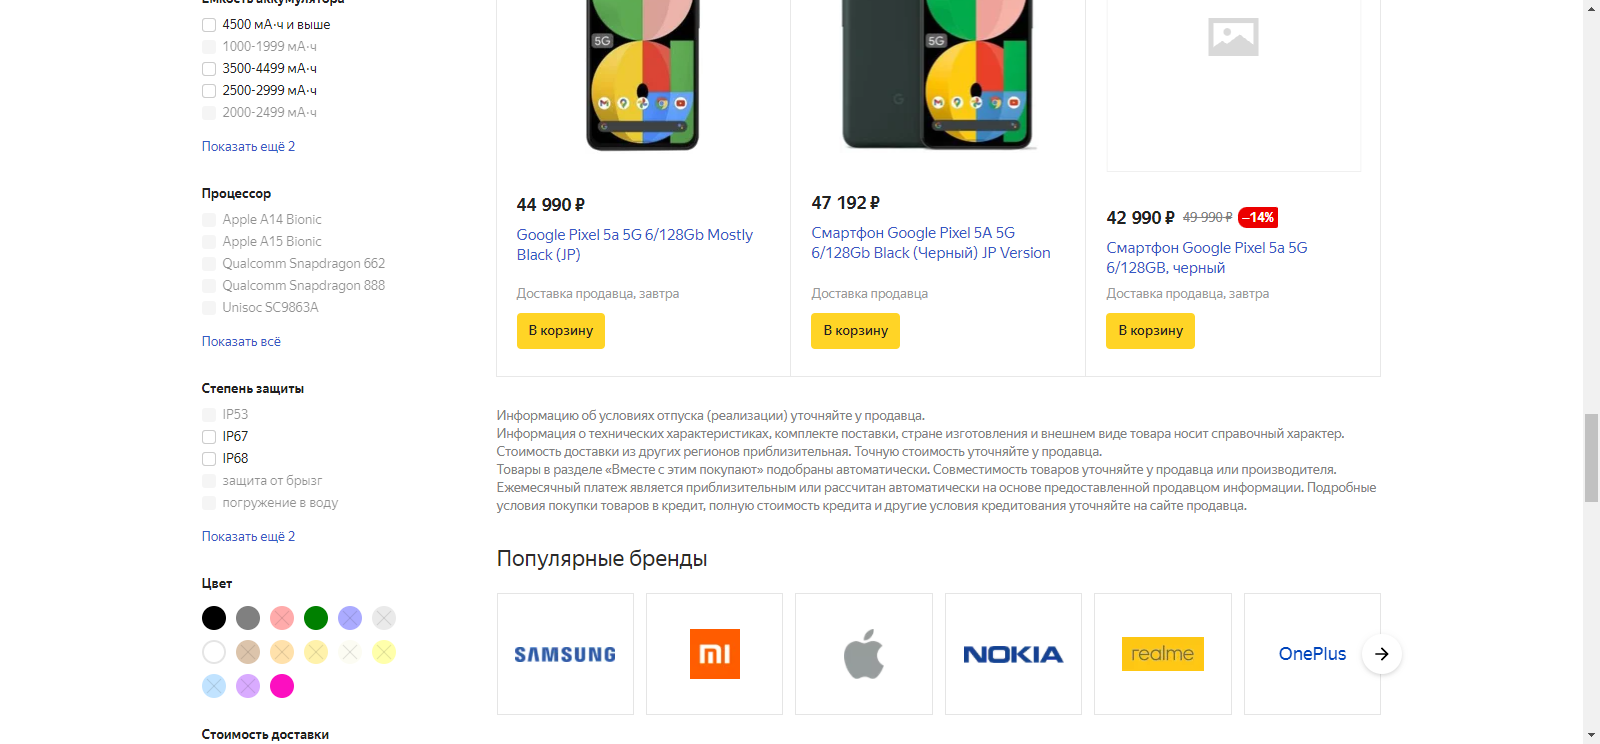 Емкость аккумулятора
4500 мА·ч и выше
1000-1999 мА·ч
3500-4499 мА·ч
2500-2999 мА·ч
2000-2499 мА·ч
Показать ещё 2
Процессор
Apple A14 Bionic
Apple A15 Bionic
Qualcomm Snapdragon 662
Qualcomm Snapdragon 888
Unisoc SC9863A
Показать всё
Степень защиты
IP53
IP67
IP68
защита от брызг
погружение в воду
Показать ещё 2
Цвет
Стоимость доставки
5G
44 990 ₽
Google Pixel 5a 5G 6/128Gb Mostly
Black (JP)
Доставка продавца, завтра
В корзину
5G
47 192 ₽
Смартфон Google Pixel 5A 5G
6/128Gb Black (Черный) JP Version
Доставка продавца
В корзину
42 990 ₽ 49 990 ₽ –14%
Смартфон Google Pixel 5a 5G
6/128GB, черный
Доставка продавца, завтра
В корзину
Информацию об условиях отпуска (реализации) уточняйте у продавца.
Информация о технических характеристиках, комплекте поставки, стране изготовления и внешнем виде товара носит справочный характер.
Стоимость доставки из других регионов приблизительная. Точную стоимость уточняйте у продавца.
Товары в разделе «Вместе с этим покупают» подобраны автоматически. Совместимость товаров уточняйте у продавца или производителя.
Ежемесячный платеж является приблизительным или рассчитан автоматически на основе предоставленной продавцом информации. Подробные
условия покупки товаров в кредит, полную стоимость кредита и другие условия кредитования уточняйте на сайте продавца.
Популярные бренды
SAMSUNG
mi
NOKIA
realme
OnePlus